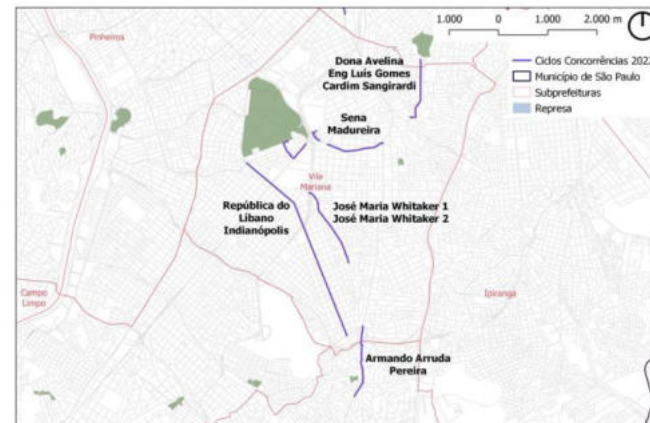 1.000 0 1.000 2.000 m
Pinheiros
Dona Avelina
Eng Luís Gomes
Cardim Sangirardi
Ciclos Concorrências 2022
Município de São Paulo
Subprefeituras
Represa
Sena
Madureira
Vila
Mariana
República do
Líbano
Indianópolis
José Maria Whitaker 1
José Maria Whitaker 2
Campo
Limpo
Ipiranga
Armando Arruda
Pereira